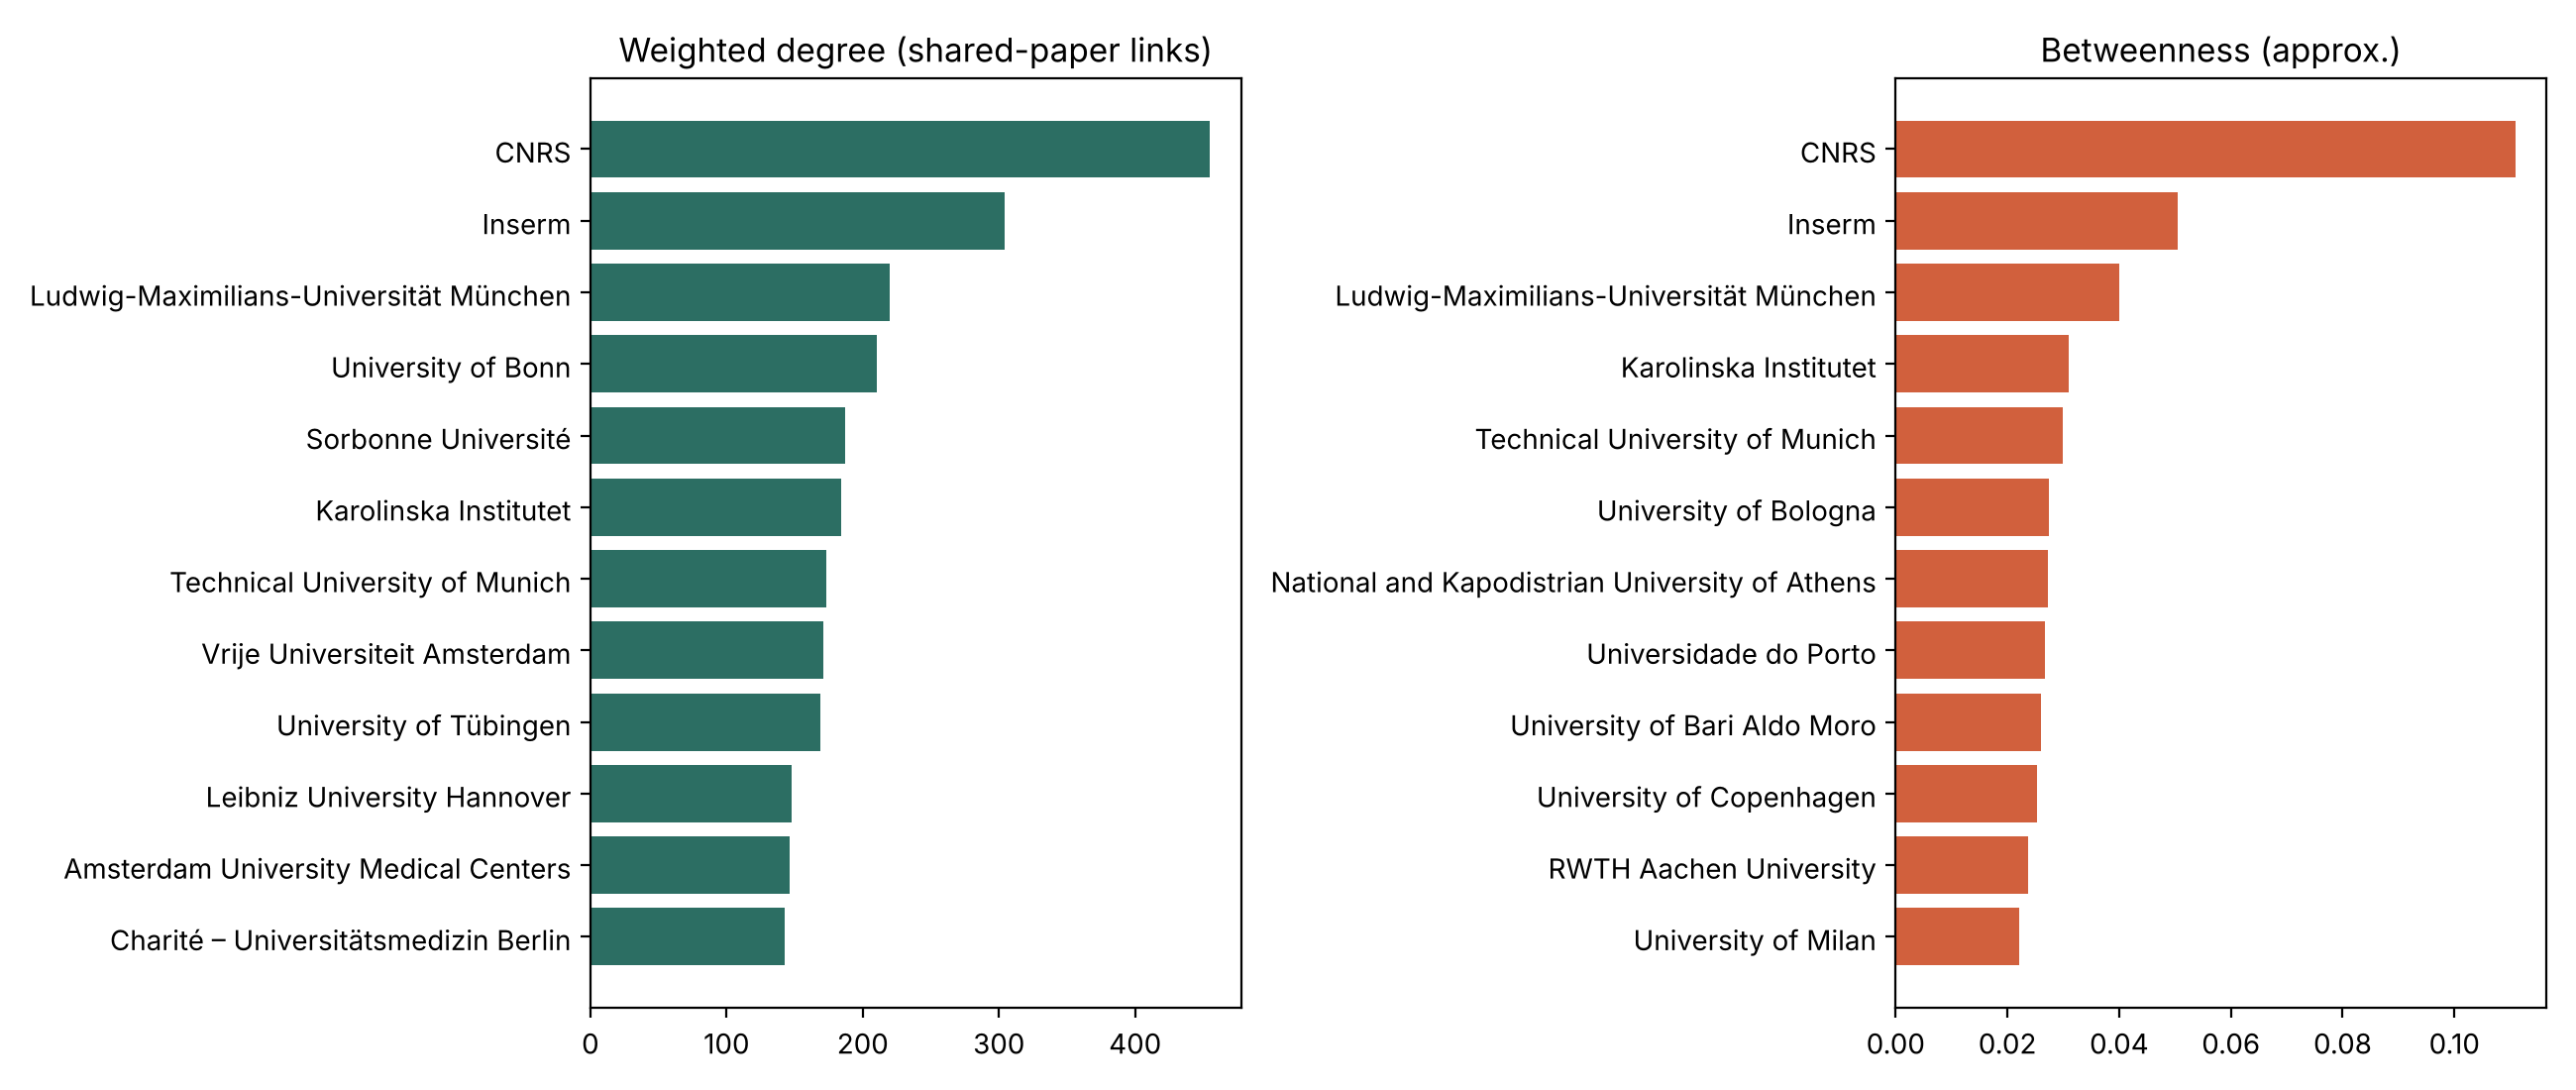 Weighted degree (shared-paper links)
CNRS
Inserm
Ludwig-Maximilians-Universität München
University of Bonn
Sorbonne Université
Karolinska Institutet
Technical University of Munich
Vrije Universiteit Amsterdam
University of Tübingen
Leibniz University Hannover
Amsterdam University Medical Centers
Charité – Universitätsmedizin Berlin
0 100 200 300 400
Betweenness (approx.)
CNRS
Inserm
Ludwig-Maximilians-Universität München
Karolinska Institutet
Technical University of Munich
University of Bologna
National and Kapodistrian University of Athens
Universidade do Porto
University of Bari Aldo Moro
University of Copenhagen
RWTH Aachen University
University of Milan
0.00 0.02 0.04 0.06 0.08 0.10